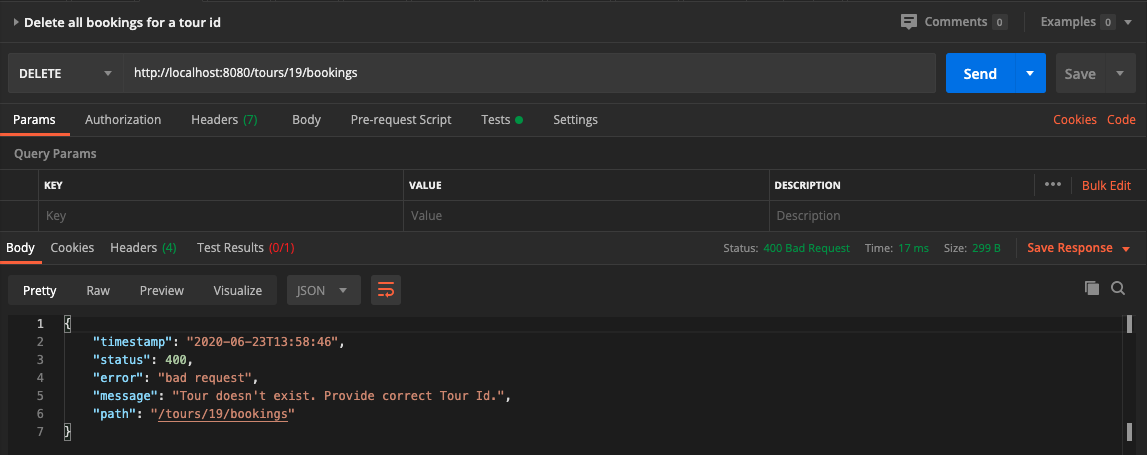 Delete all bookings for a tour id Comments 0 Examples 0
DELETE http://localhost:8080/tours/19/bookings Send Save
Params Authorization Headers (7) Body Pre-request Script Tests Settings Cookies Code
Query Params
KEY VALUE DESCRIPTION ••• Bulk Edit
Key Value Description
Body Cookies Headers (4) Test Results (0/1) Status: 400 Bad Request Time: 17 ms Size: 299 B Save Response
Pretty Raw Preview Visualize JSON
1 {
2 "timestamp": "2020-06-23T13:58:46",
3 "status": 400,
4 "error": "bad request",
5 "message": "Tour doesn't exist. Provide correct Tour Id.",
6 "path": "/tours/19/bookings"
7 }